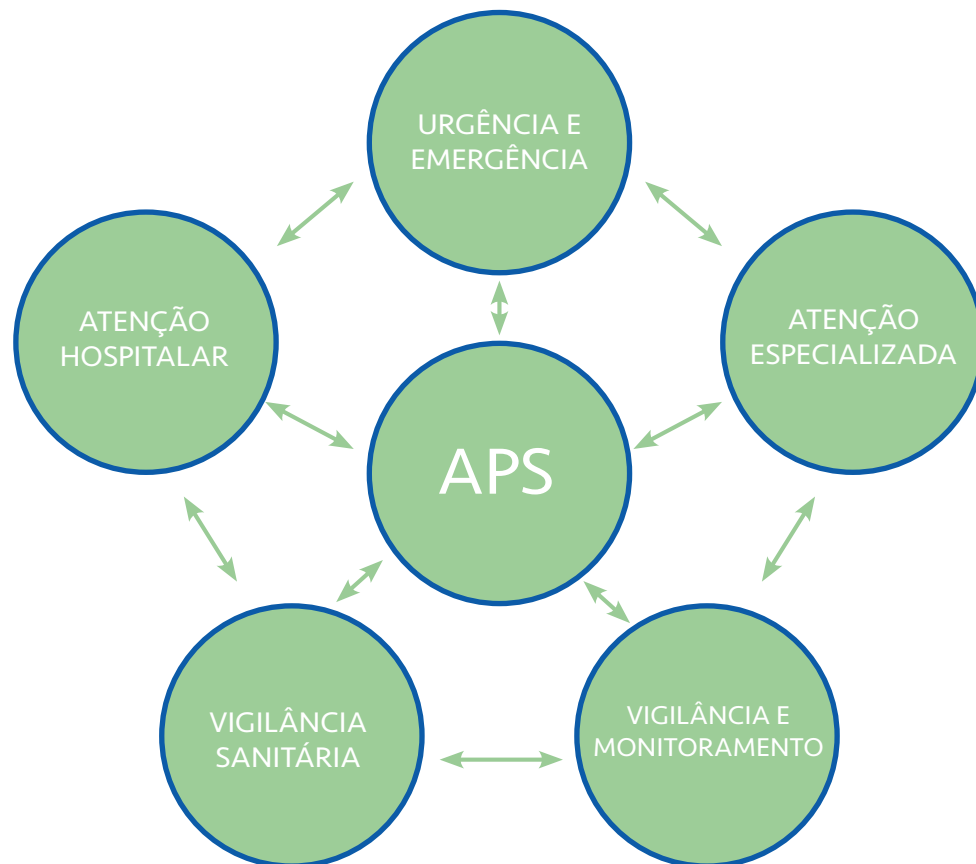 URGÊNCIA E
EMERGÊNCIA
ATENÇÃO
HOSPITALAR
ATENÇÃO
ESPECIALIZADA
APS
VIGILÂNCIA
SANITÁRIA
VIGILÂNCIA E
MONITORAMENTO